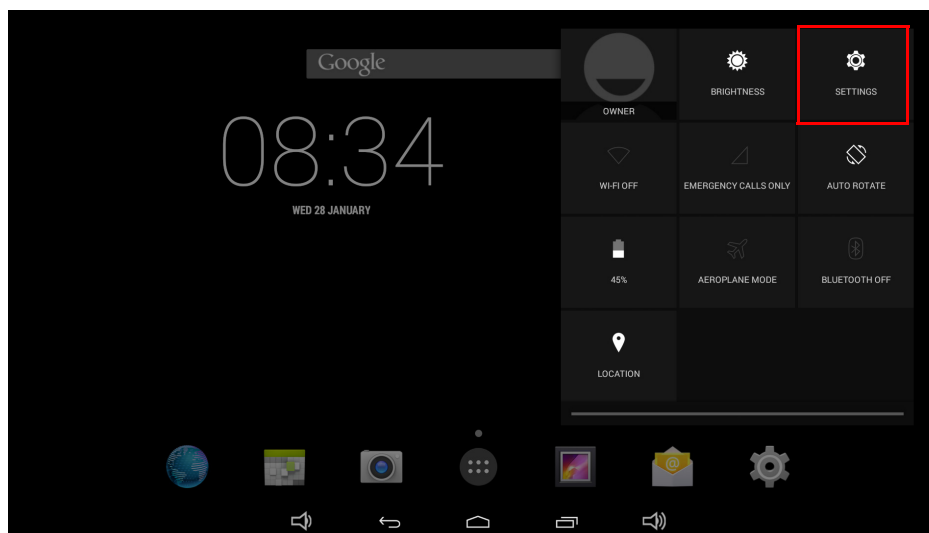 Google
08:34
WED 28 JANUARY
OWNER
BRIGHTNESS
SETTINGS
WI-FI OFF
EMERGENCY CALLS ONLY
AUTO ROTATE
45%
AEROPLANE MODE
BLUETOOTH OFF
LOCATION
@